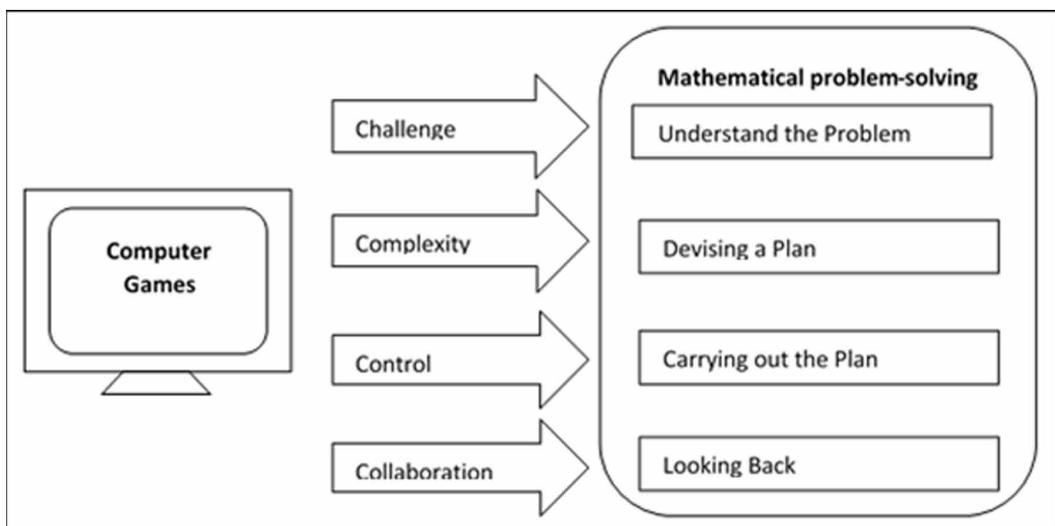 Mathematical problem-solving
Challenge
Understand the Problem
Computer
Games
Complexity
Devising a Plan
Control
Carrying out the Plan
Collaboration
Looking Back